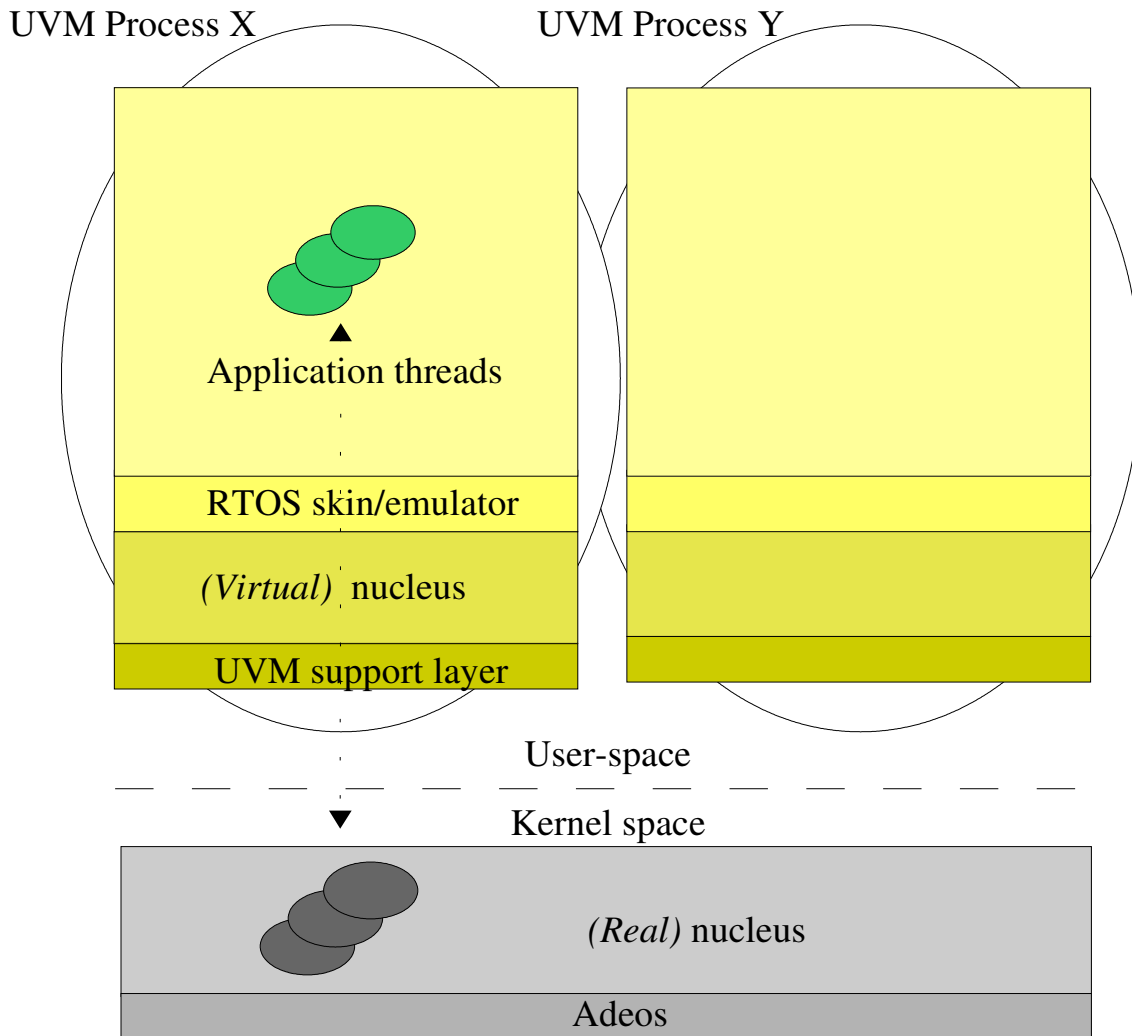 UVM Process X
UVM Process Y
Application threads
RTOS skin/emulator
(Virtual) nucleus
UVM support layer
User-space
Kernel space
(Real) nucleus
Adeos